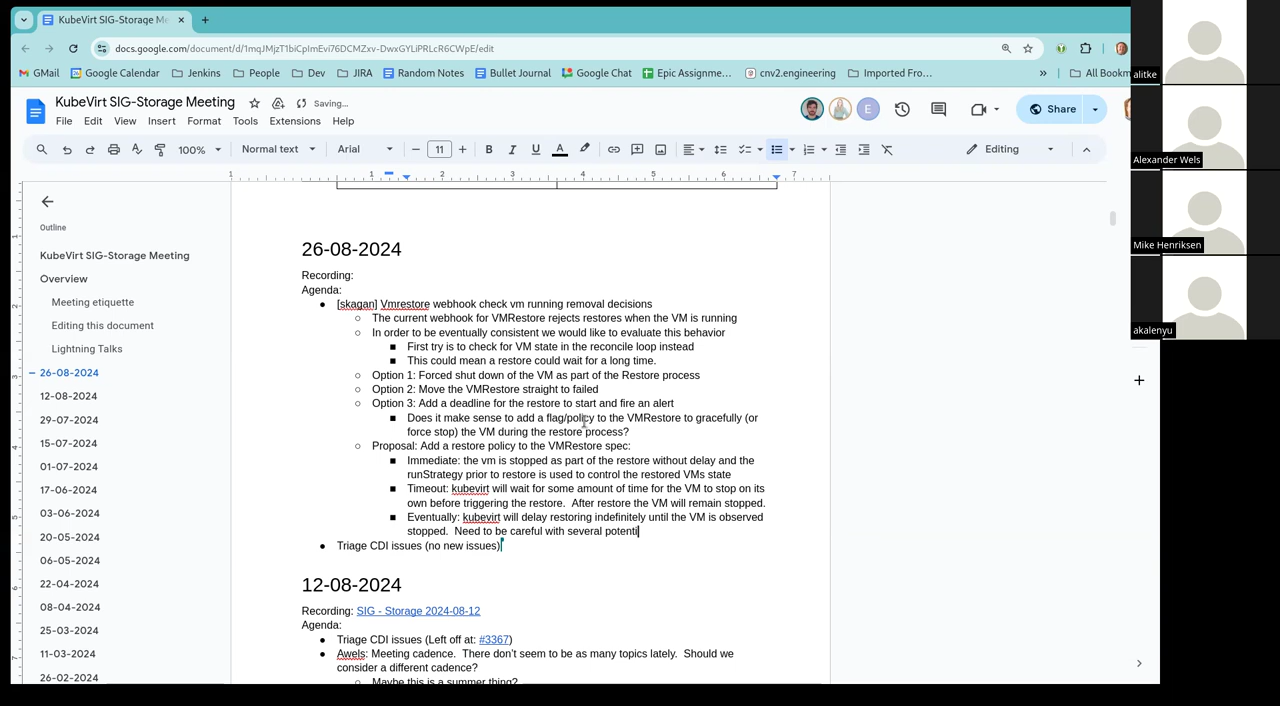 KubeVirt SIG-Storage Me
docs.google.com/document/d/1mqJMjzT1biCpImEvi76DCMZxv-DwxGYLiPRLcR6CWpE/edit
GMail Google Calendar Jenkins People Dev JIRA Random Notes Bullet Journal Google Chat Epic Assignme... cnv2.engineering Imported Fro... » All Bookm
KubeVirt SIG-Storage Meeting Saving...
File Edit View Insert Format Tools Extensions Help
E
Share
100% Normal text Arial 11 B I U A Editing
1 1 2 3 4 5 6 7
Outline
KubeVirt SIG-Storage Meeting
Overview
Meeting etiquette
Editing this document
Lightning Talks
26-08-2024
12-08-2024
29-07-2024
15-07-2024
01-07-2024
17-06-2024
03-06-2024
20-05-2024
06-05-2024
22-04-2024
08-04-2024
25-03-2024
11-03-2024
26-02-2024
26-08-2024
Recording:
Agenda:
● [skagan] Vmrestore webhook check vm running removal decisions
○ The current webhook for VMRestore rejects restores when the VM is running
○ In order to be eventually consistent we would like to evaluate this behavior
■ First try is to check for VM state in the reconcile loop instead
■ This could mean a restore could wait for a long time.
○ Option 1: Forced shut down of the VM as part of the Restore process
○ Option 2: Move the VMRestore straight to failed
○ Option 3: Add a deadline for the restore to start and fire an alert
■ Does it make sense to add a flag/policy to the VMRestore to gracefully (or
force stop) the VM during the restore process?
○ Proposal: Add a restore policy to the VMRestore spec:
■ Immediate: the vm is stopped as part of the restore without delay and the
runStrategy prior to restore is used to control the restored VMs state
■ Timeout: kubevirt will wait for some amount of time for the VM to stop on its
own before triggering the restore.  After restore the VM will remain stopped.
■ Eventually: kubevirt will delay restoring indefinitely until the VM is observed
stopped.  Need to be careful with several potenti
● Triage CDI issues (no new issues)
12-08-2024
Recording: SIG - Storage 2024-08-12
Agenda:
● Triage CDI issues (Left off at: #3367)
● Awels: Meeting cadence.  There don't seem to be as many topics lately.  Should we
consider a different cadence?
○ Maybe this is a summer thing?
alitke
Alexander Wels
Mike Henriksen
akalenyu